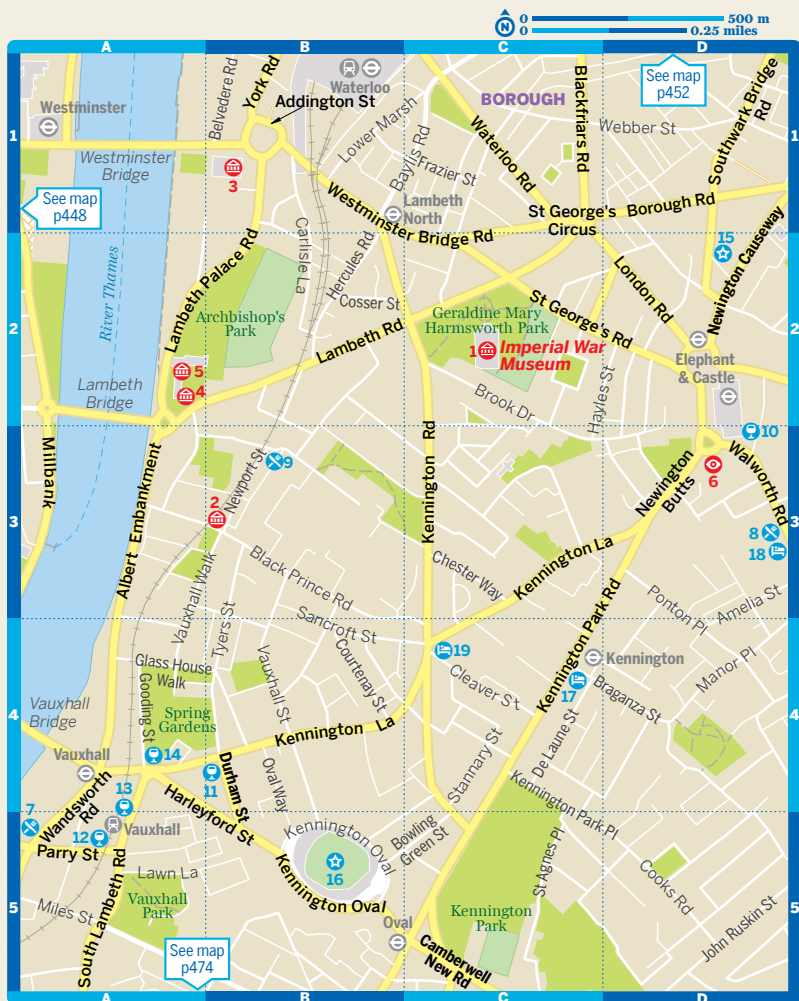 0 500 m
N
0 0.25 miles
A
B
C
D
1
2
3
4
5
1
2
3
4
5
A
B
C
D
See map
p452
See map
p448
See map
p474
Westminster
Belvedere Rd
York Rd
Addington St
Waterloo
BOROUGH
Blackfriars Rd
Webber St
Southwark Bridge
Rd
Lower Marsh
Baylis Rd
Frazier St
Waterloo Rd
Westminster
Bridge
3
Lambeth
North
Westminster Bridge Rd
St George's
Circus
Borough Rd
15
Newington Causeway
River Thames
Lambeth Palace Rd
Carlisle La
Hercules Rd
Cosser St
Archbishop's
Park
Lambeth Rd
Geraldine Mary
Harmsworth Park
St George's Rd
London Rd
1 Imperial War
Museum
Elephant
& Castle
Brook Dr
Hayles St
5
4
Lambeth
Bridge
Millbank
Albert Embankment
Newport St
9
2
Kennington Rd
10
Walworth Rd
6
Newington
Butts
8
18
Vauxhall Walk
Black Prince Rd
Chester Way
Kennington La
Ponton Pl
Amelia St
Tyers St
Sancroft St
Courtenay St
Glass House
Walk
Gooding St
Vauxhall St
Spring
Gardens
19
Cleaver St
Kennington Park Rd
Kennington
17
Braganza St
Manor Pl
Vauxhall
Bridge
Vauxhall
14
Kennington La
Durham St
11
Oval Way
Stannary St
De Laune St
13
7
Wandsworth
Rd
12
Vauxhall
Parry St
Harleyford St
Kennington Oval
16
Kennington Oval
Bowling
Green St
Kennington Park Pl
St Agnes Pl
Cooks Rd
John Ruskin St
Lawn La
Vauxhall
Park
Miles St
South Lambeth Rd
Oval
Kennington
Park
Camberwell
New Rd